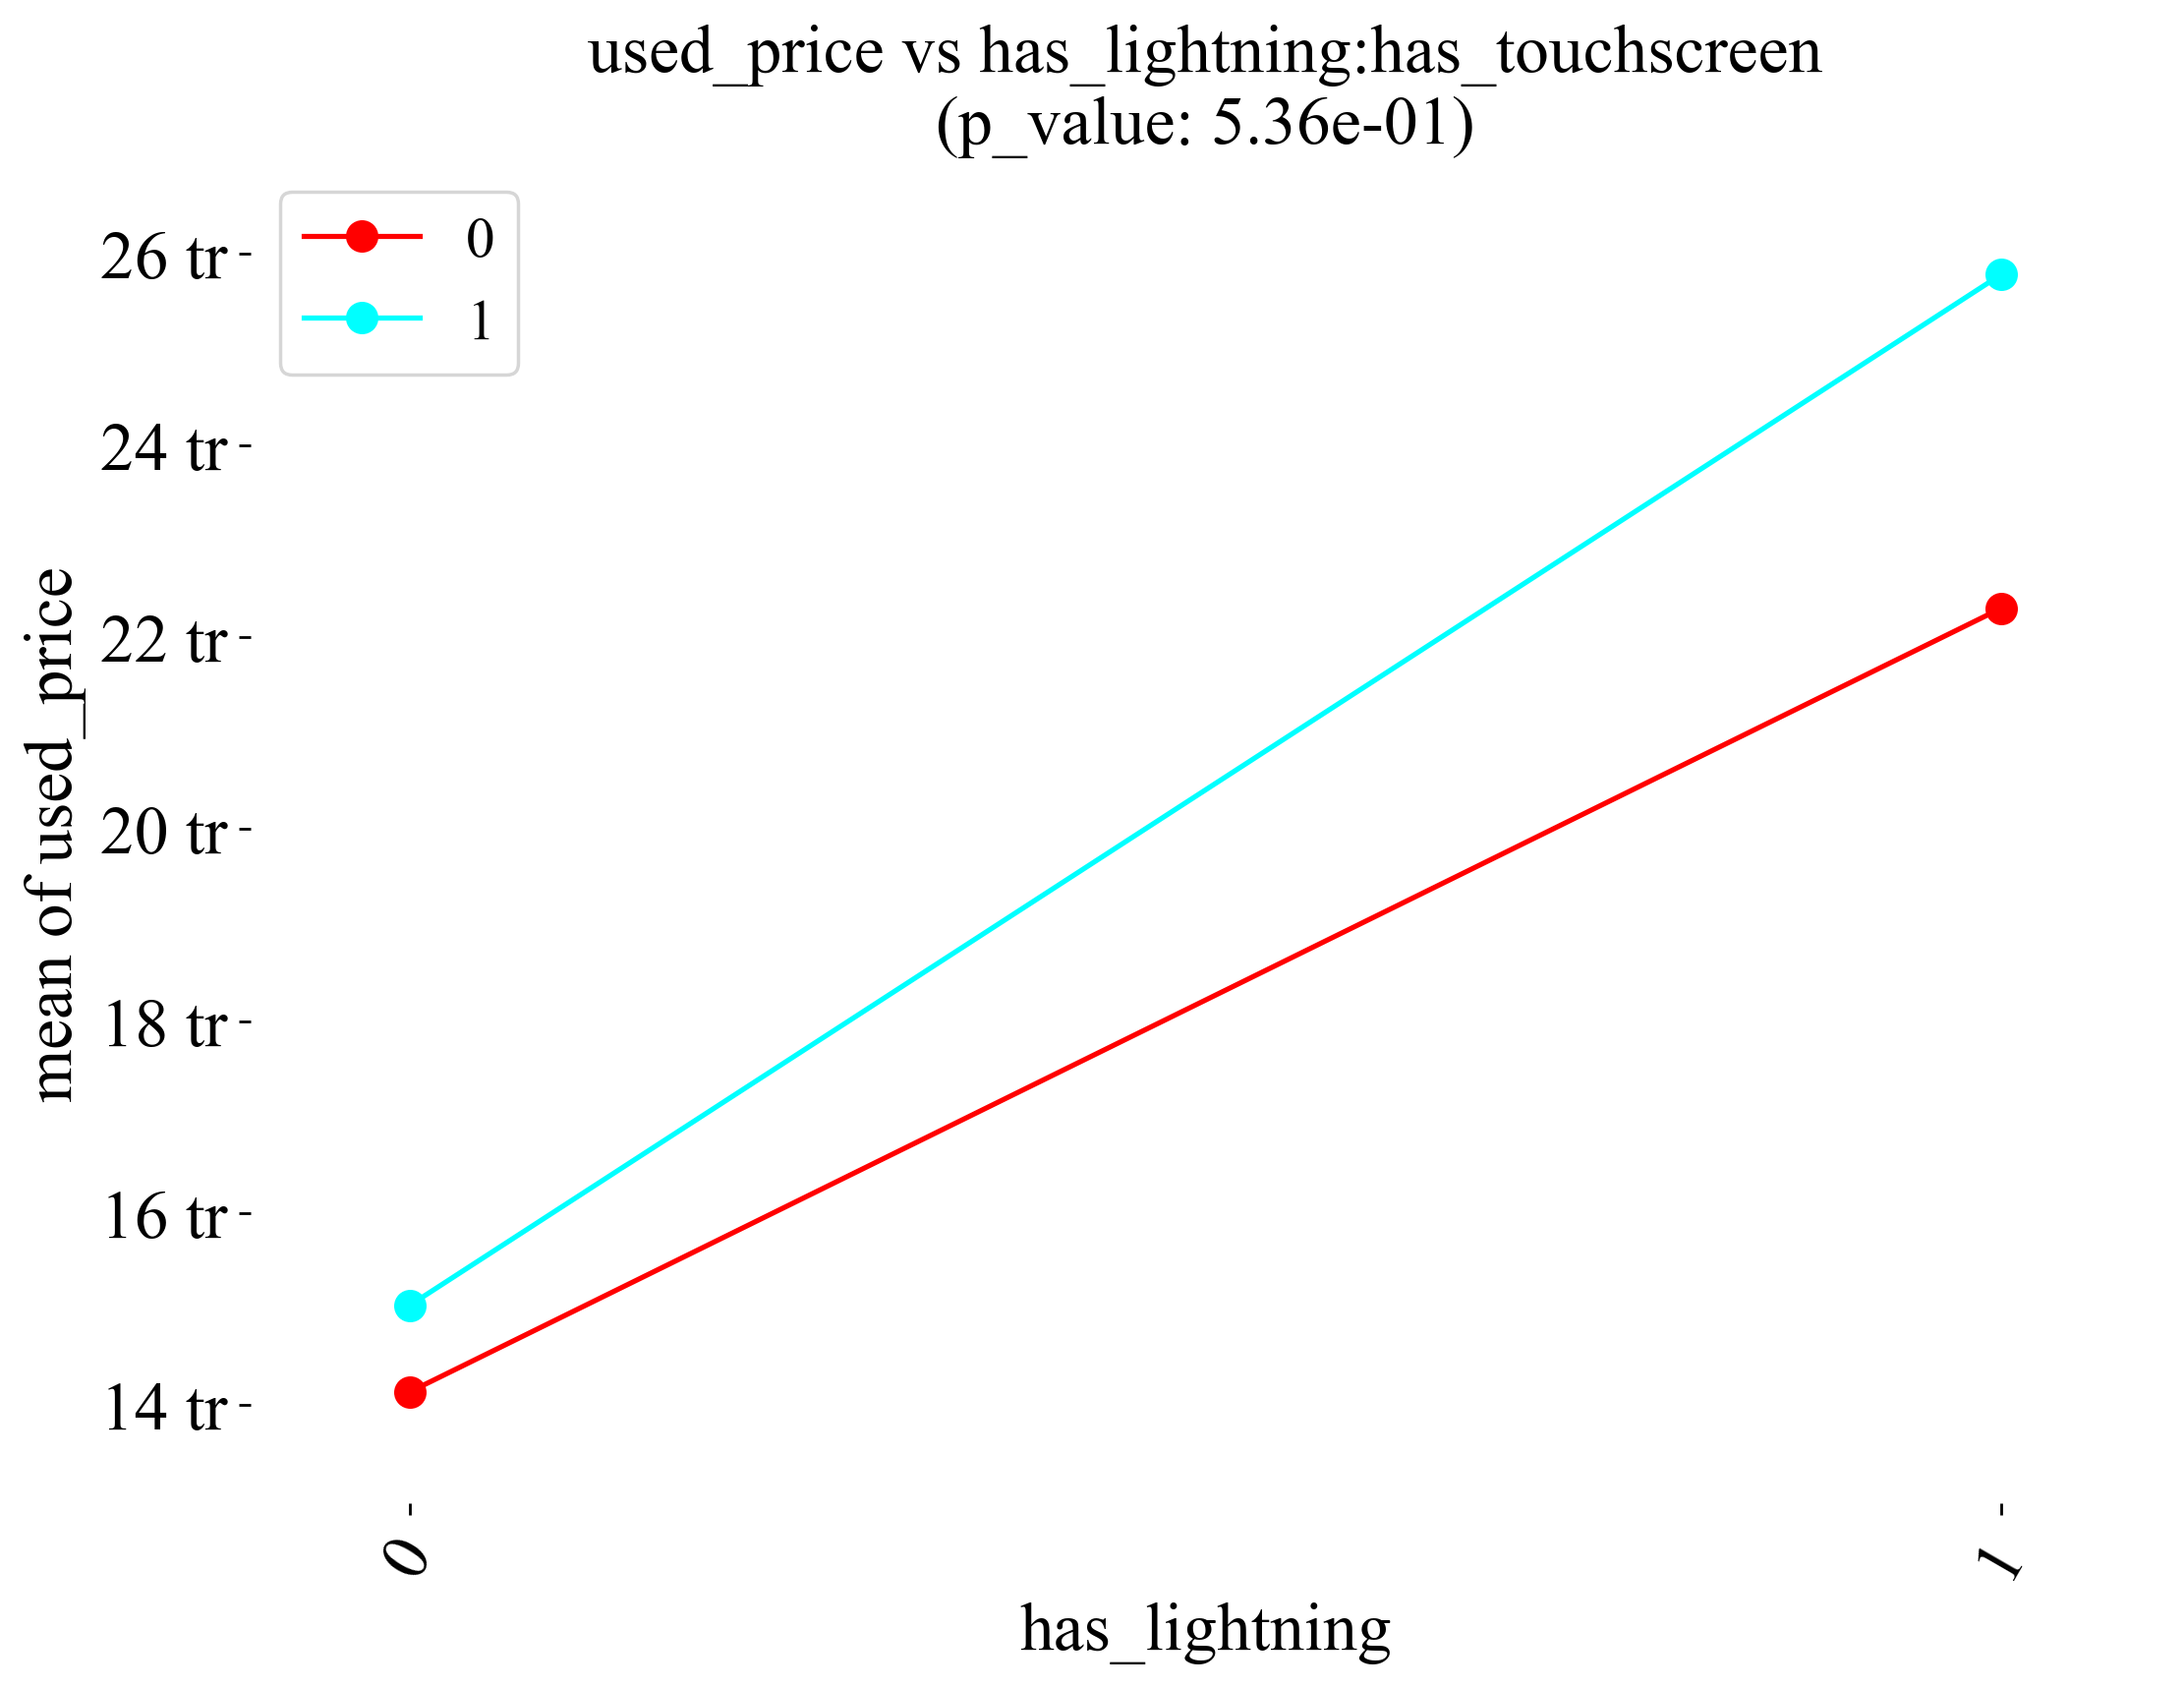 used_price vs has_lightning:has_touchscreen
(p_value: 5.36e-01)
0
1
26 tr
24 tr
22 tr
20 tr
18 tr
16 tr
14 tr
mean of used_price
0
1
has_lightning